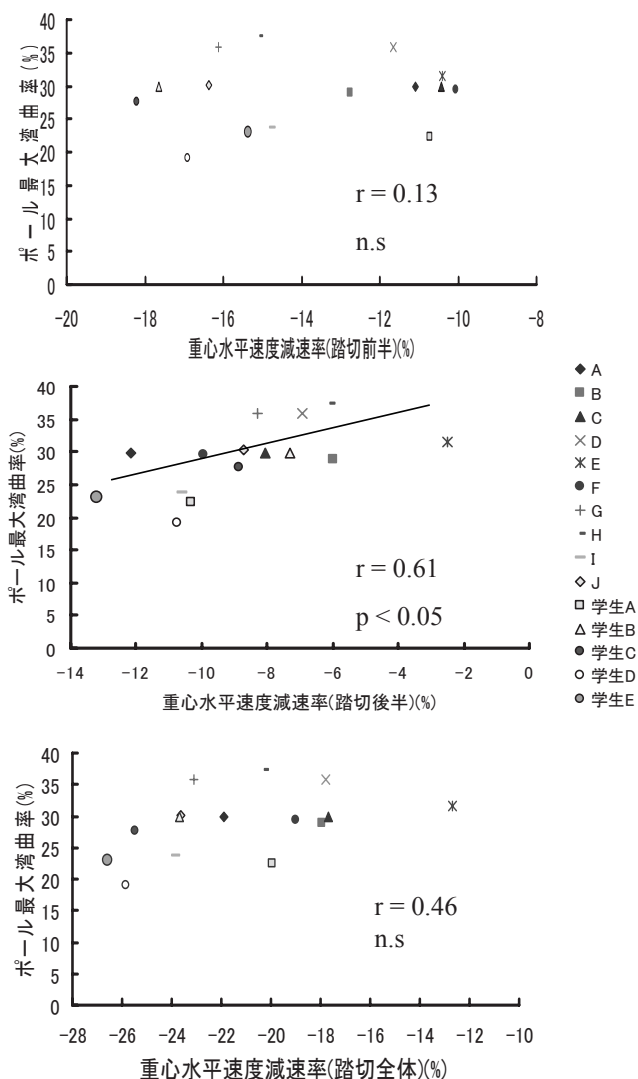 ポール最大湾曲率(%)
40
35
30
25
20
15
10
5
0
r = 0.13
n.s
-20 -18 -16 -14 -12 -10 -8
重心水平速度減速率(踏切前半)(%)
ポール最大湾曲率(%)
40
35
30
25
20
15
10
5
0
r = 0.61
p < 0.05
-14 -12 -10 -8 -6 -4 -2 0
重心水平速度減速率(踏切後半)(%)
A
B
C
D
E
F
G
H
I
J
学生A
学生B
学生C
学生D
学生E
ポール最大湾曲率(%)
40
35
30
25
20
15
10
5
0
r = 0.46
n.s
-28 -26 -24 -22 -20 -18 -16 -14 -12 -10
重心水平速度減速率(踏切全体)(%)